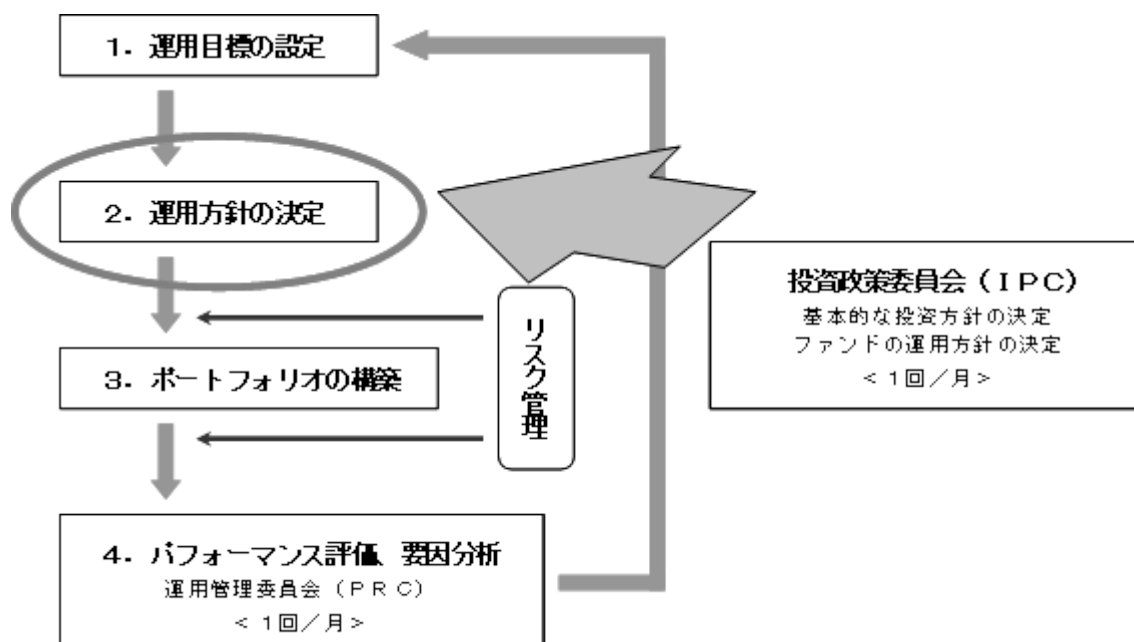 1．運用目標の設定
2．運用方針の決定
3．ポートフォリオの構築
リスク管理
投資政策委員会（IPC）
基本的な投資方針の決定
ファンドの運用方針の決定
＜1回／月＞
4．パフォーマンス評価、要因分析
運用管理委員会（PRC）
＜1回／月＞